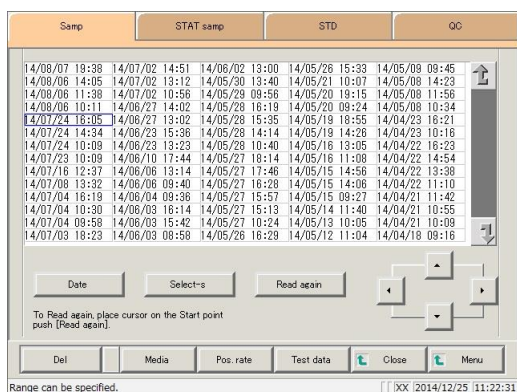 Samp STAT samp STD QC
14/08/07 19:38 14/07/02 14:51 14/06/02 13:00 14/05/26 15:33 14/05/09 09:45
14/08/06 14:05 14/07/02 13:12 14/05/30 13:40 14/05/21 10:07 14/05/08 14:23
14/08/06 11:38 14/07/02 10:56 14/05/29 09:56 14/05/20 19:15 14/05/08 11:56
14/08/06 10:11 14/06/27 14:02 14/05/28 16:19 14/05/20 09:24 14/05/08 10:34
14/07/24 16:05 14/06/27 13:02 14/05/28 15:35 14/05/19 18:55 14/04/23 16:21
14/07/24 14:34 14/06/23 15:36 14/05/28 14:14 14/05/19 14:26 14/04/23 10:16
14/07/24 10:09 14/06/23 13:23 14/05/28 10:40 14/05/16 13:05 14/04/22 16:23
14/07/23 10:09 14/06/10 17:44 14/05/27 18:14 14/05/16 11:08 14/04/22 14:54
14/07/16 12:37 14/06/06 13:14 14/05/27 17:46 14/05/15 14:56 14/04/22 13:38
14/07/08 13:32 14/06/06 09:40 14/05/27 16:28 14/05/15 14:06 14/04/22 11:10
14/07/04 16:19 14/06/04 09:36 14/05/27 15:57 14/05/15 09:27 14/04/21 11:42
14/07/04 10:30 14/06/03 16:14 14/05/27 15:13 14/05/14 11:40 14/04/21 10:55
14/07/04 09:58 14/06/03 15:42 14/05/27 10:24 14/05/13 10:05 14/04/21 10:09
14/07/03 18:23 14/06/03 08:58 14/05/26 16:29 14/05/12 11:04 14/04/18 09:16
Date Select-s Read again
To Read again, place cursor on the Start point
push [Read again].
Del Media Pos. rate Test data Close Menu
Range can be specified. XX 2014/12/25 11:22:31